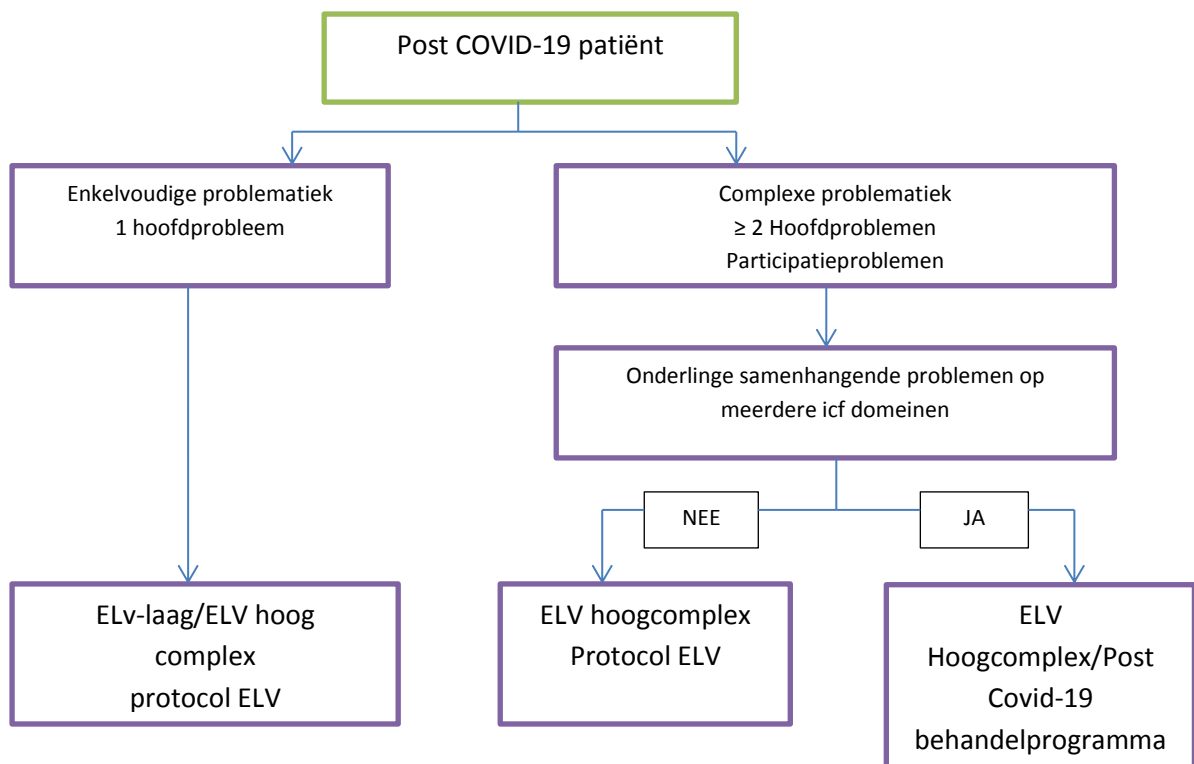 Post COVID-19 patiënt
Enkelvoudige problematiek
1 hoofdprobleem
Complexe problematiek
≥ 2 Hoofdproblemen
Participatieproblemen
Onderlinge samenhangende problemen op
meerdere icf domeinen
NEE
JA
ELv-laag/ELV hoog
complex
protocol ELV
ELV hoogcomplex
Protocol ELV
ELV
Hoogcomplex/Post
Covid-19
behandelprogramma